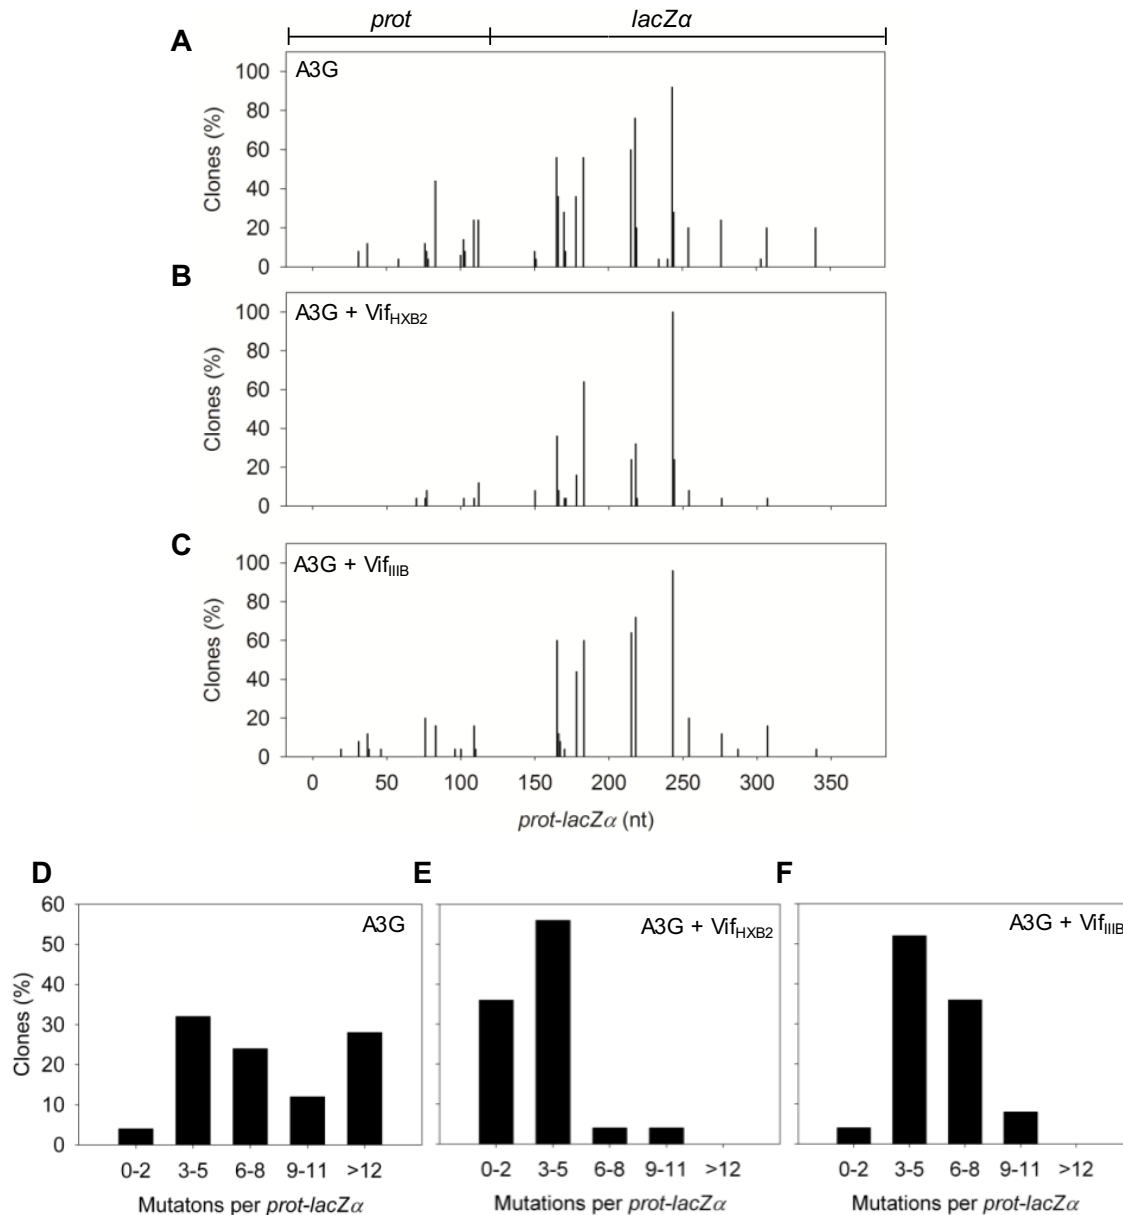 prot lacZα
A
A3G
100
80
60
40
20
0
Clones (%)
B
A3G + VifHXB2
100
80
60
40
20
0
Clones (%)
C
A3G + VifIIIB
100
80
60
40
20
0
Clones (%)
0 50 100 150 200 250 300 350
prot-lacZα (nt)
D
A3G
60
50
40
30
20
10
0
Clones (%)
0-2 3-5 6-8 9-11 >12
Mutatons per prot-lacZα
E
A3G + VifHXB2
0-2 3-5 6-8 9-11 >12
Mutations per prot-lacZα
F
A3G + VifIIIB
0-2 3-5 6-8 9-11 >12
Mutations per prot-lacZα